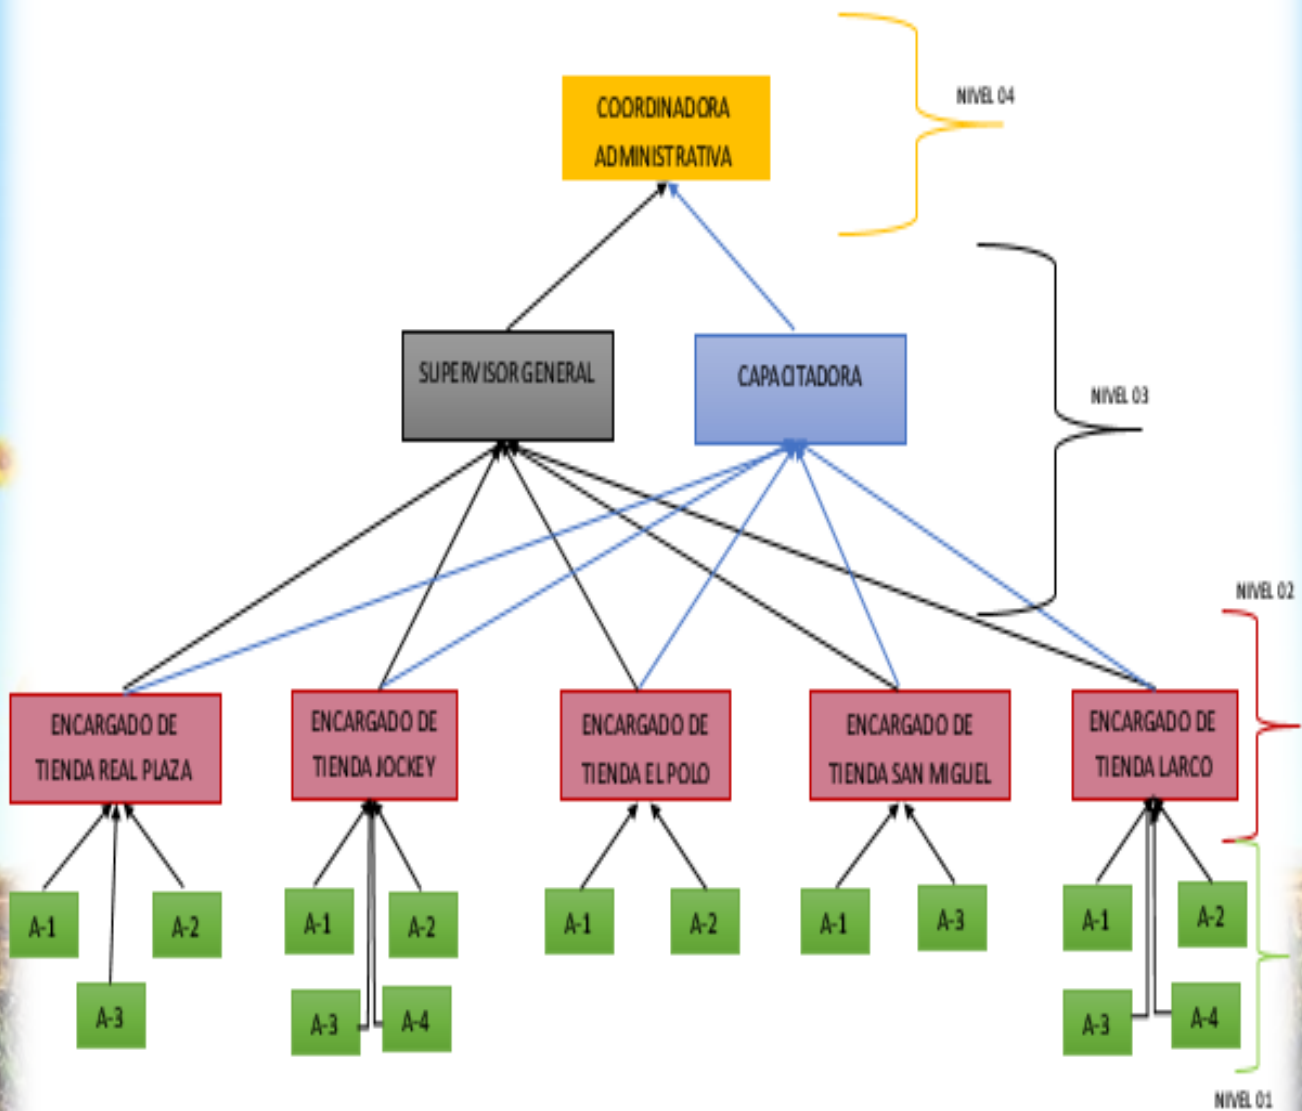 NIVEL 04
COORDINADORA
ADMINISTRATIVA
SUPERVISOR GENERAL
CAPACITADORA
NIVEL 03
NIVEL 02
ENCARGADO DE
TIENDA REAL PLAZA
ENCARGADO DE
TIENDA JOCKEY
ENCARGADO DE
TIENDA EL POLO
ENCARGADO DE
TIENDA SAN MIGUEL
ENCARGADO DE
TIENDA LARCO
A-1
A-2
A-3
A-1
A-2
A-3
A-4
A-1
A-2
A-1
A-3
A-1
A-2
A-3
A-4
NIVEL 01